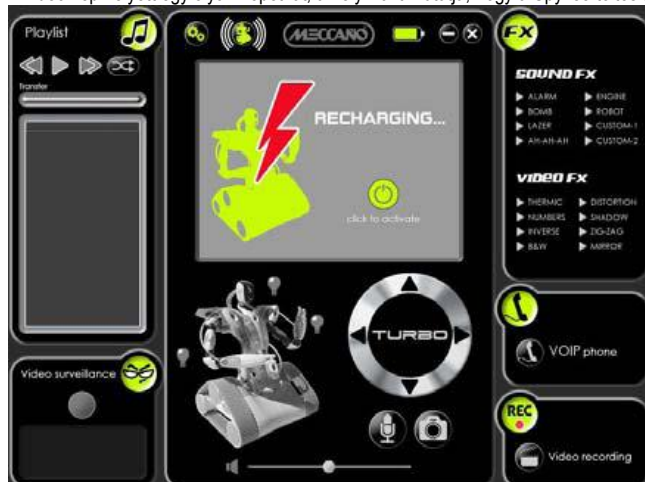 Playlist
Transfer
Video surveillance
MECCANO
RECHARGING...
click to activate
TURBO
FX
SOUND FX
ALARM
ENGINE
BOMB
ROBOT
LAZER
CUSTOM-1
AH-AH-AH
CUSTOM-2
VIDEO FX
THERMIC
DISTORTION
NUMBERS
SHADOW
INVERSE
ZIG-ZAG
B&W
MIRROR
VOIP phone
REC
Video recording